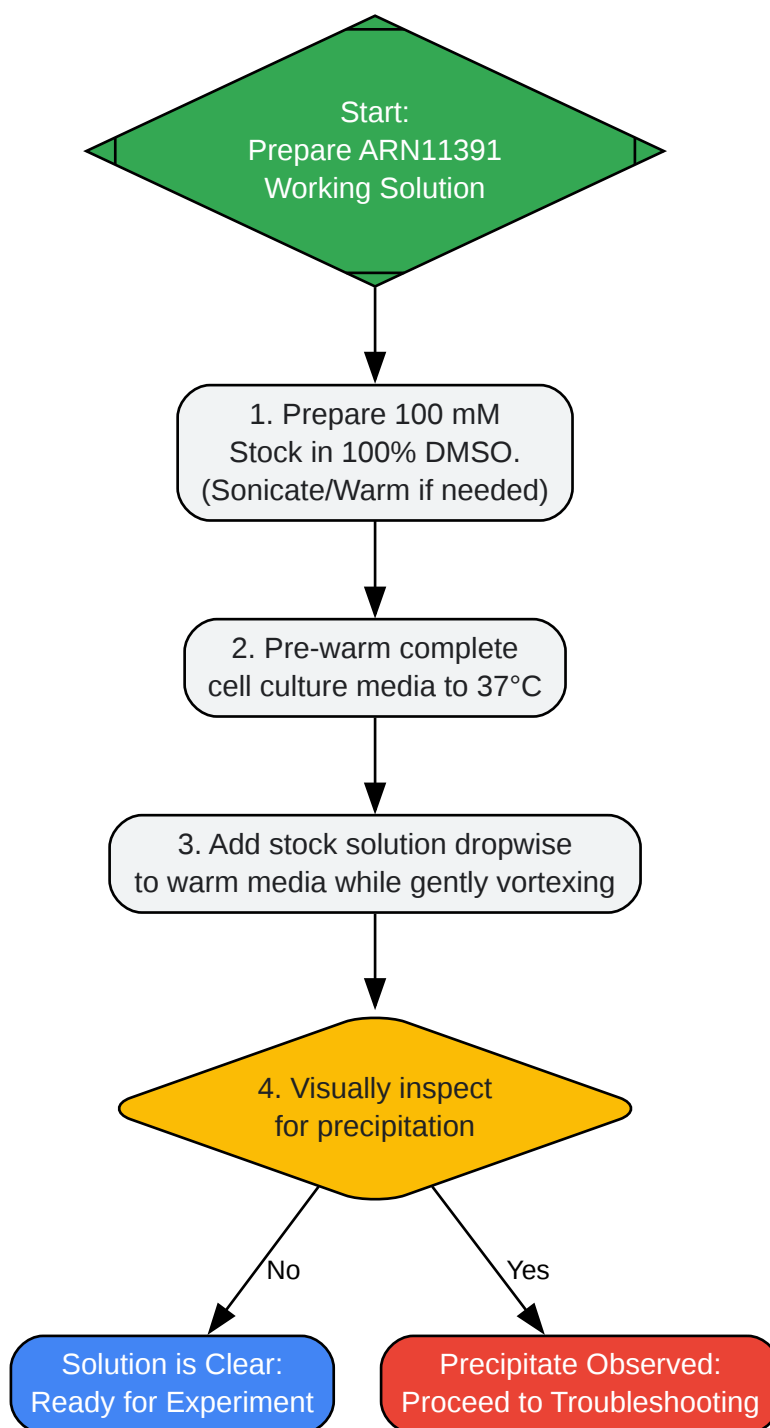 Start:
Prepare ARN11391
Working Solution
1. Prepare 100 mM
Stock in 100% DMSO.
(Sonicate/Warm if needed)
2. Pre-warm complete
cell culture media to 37°C
3. Add stock solution dropwise
to warm media while gently vortexing
4. Visually inspect
for precipitation
No
Yes
Solution is Clear:
Ready for Experiment
Precipitate Observed:
Proceed to Troubleshooting